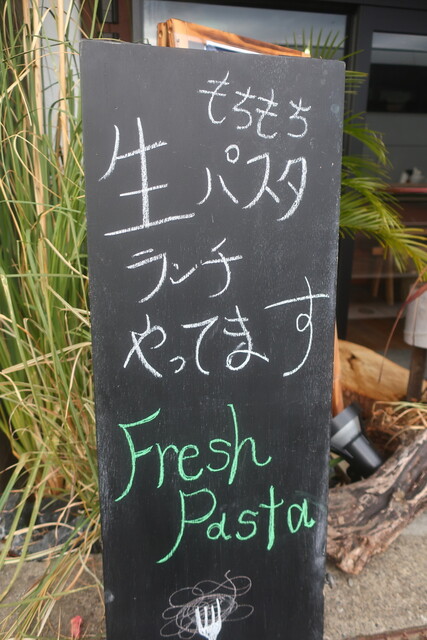 もちもち
生パスタ
ランチ
やってます
Fresh
Pasta